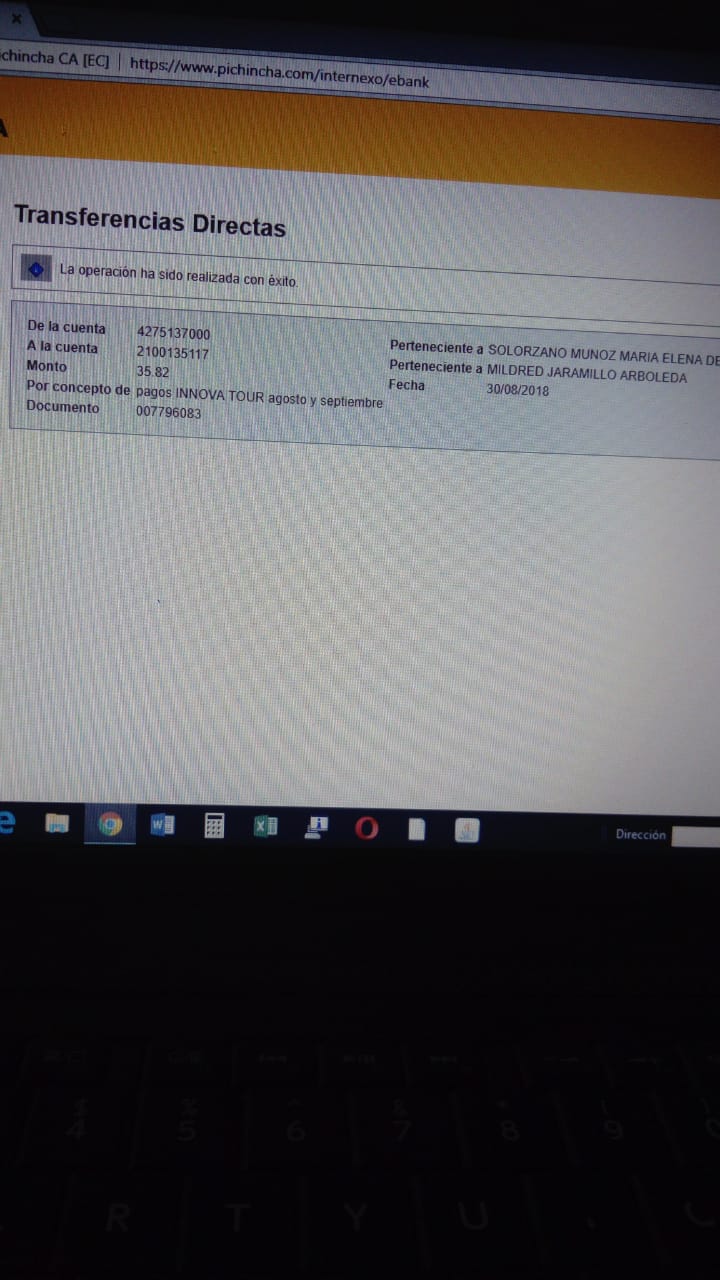 chincha CA [EC] https://www.pichincha.com/internexo/ebank
A
Transferencias Directas
La operación ha sido realizada con éxito.
De la cuenta 4275137000 Perteneciente a SOLORZANO MUNOZ MARIA ELENA DE
A la cuenta 2100135117 Perteneciente a MILDRED JARAMILLO ARBOLEDA
Monto 35.82 Fecha 30/08/2018
Por concepto de pagos INNOVA TOUR agosto y septiembre
Documento 007796083
Dirección
4 5 6 7 8 9
R T Y U